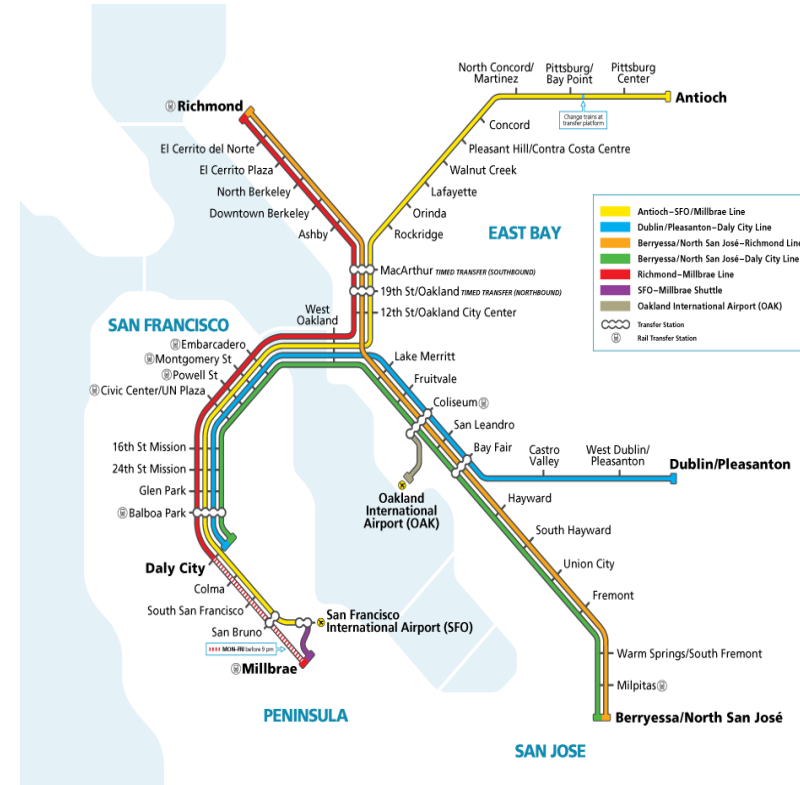 North Concord/
Martinez
Pittsburg/
Bay Point
Pittsburg
Center
Antioch
Change trains at
transfer platform
Richmond
Concord
El Cerrito del Norte
Pleasant Hill/Contra Costa Centre
El Cerrito Plaza
Walnut Creek
North Berkeley
Lafayette
Downtown Berkeley
Orinda
Ashby
Rockridge
EAST BAY
Antioch–SFO/Millbrae Line
Dublin/Pleasanton–Daly City Line
Berryessa/North San José–Richmond Line
Berryessa/North San José–Daly City Line
Richmond–Millbrae Line
SFO–Millbrae Shuttle
Oakland International Airport (OAK)
Transfer Station
Rail Transfer Station
MacArthur TIMED TRANSFER (SOUTHBOUND)
19th St/Oakland TIMED TRANSFER (NORTHBOUND)
12th St/Oakland City Center
West
Oakland
SAN FRANCISCO
Embarcadero
Montgomery St
Powell St
Civic Center/UN Plaza
Lake Merritt
Fruitvale
Coliseum
San Leandro
Bay Fair
Castro
Valley
West Dublin/
Pleasanton
Dublin/Pleasanton
16th St Mission
24th St Mission
Glen Park
Balboa Park
Oakland
International
Airport (OAK)
Hayward
South Hayward
Union City
Fremont
Daly City
Colma
South San Francisco
San Bruno
San Francisco
International Airport (SFO)
MON-FRI before 9 pm
Millbrae
Warm Springs/South Fremont
Milpitas
Berryessa/North San José
PENINSULA
SAN JOSE